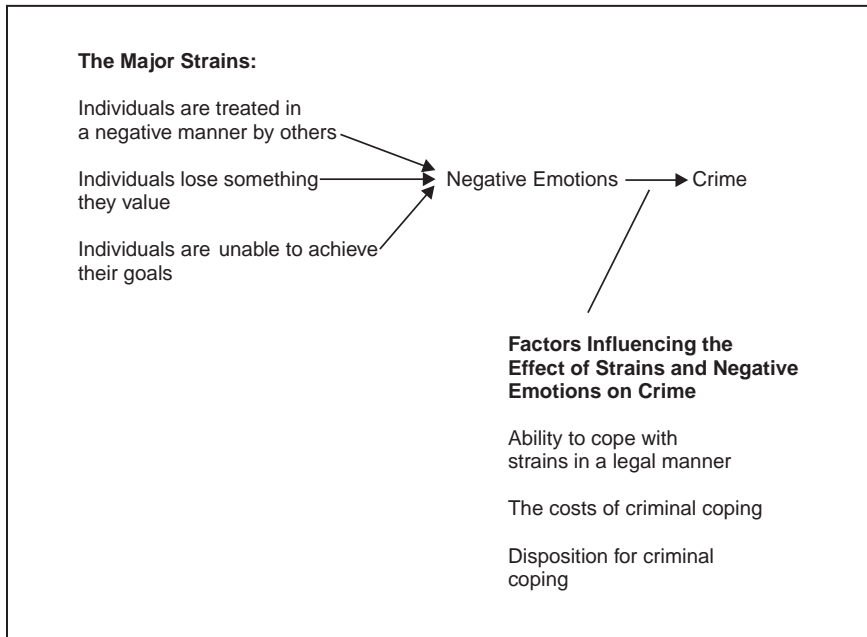 The Major Strains:
Individuals are treated in
a negative manner by others
Individuals lose something
they value
Individuals are unable to achieve
their goals
Negative Emotions
Crime
Factors Influencing the
Effect of Strains and Negative
Emotions on Crime
Ability to cope with
strains in a legal manner
The costs of criminal coping
Disposition for criminal
coping